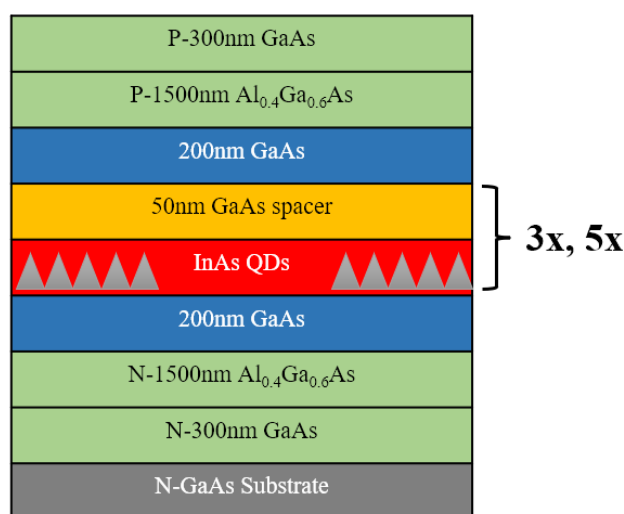 P-300nm GaAs
P-1500nm Al₀.₄Ga₀.₆As
200nm GaAs
50nm GaAs spacer
3x, 5x
InAs QDs
200nm GaAs
N-1500nm Al₀.₄Ga₀.₆As
N-300nm GaAs
N-GaAs Substrate